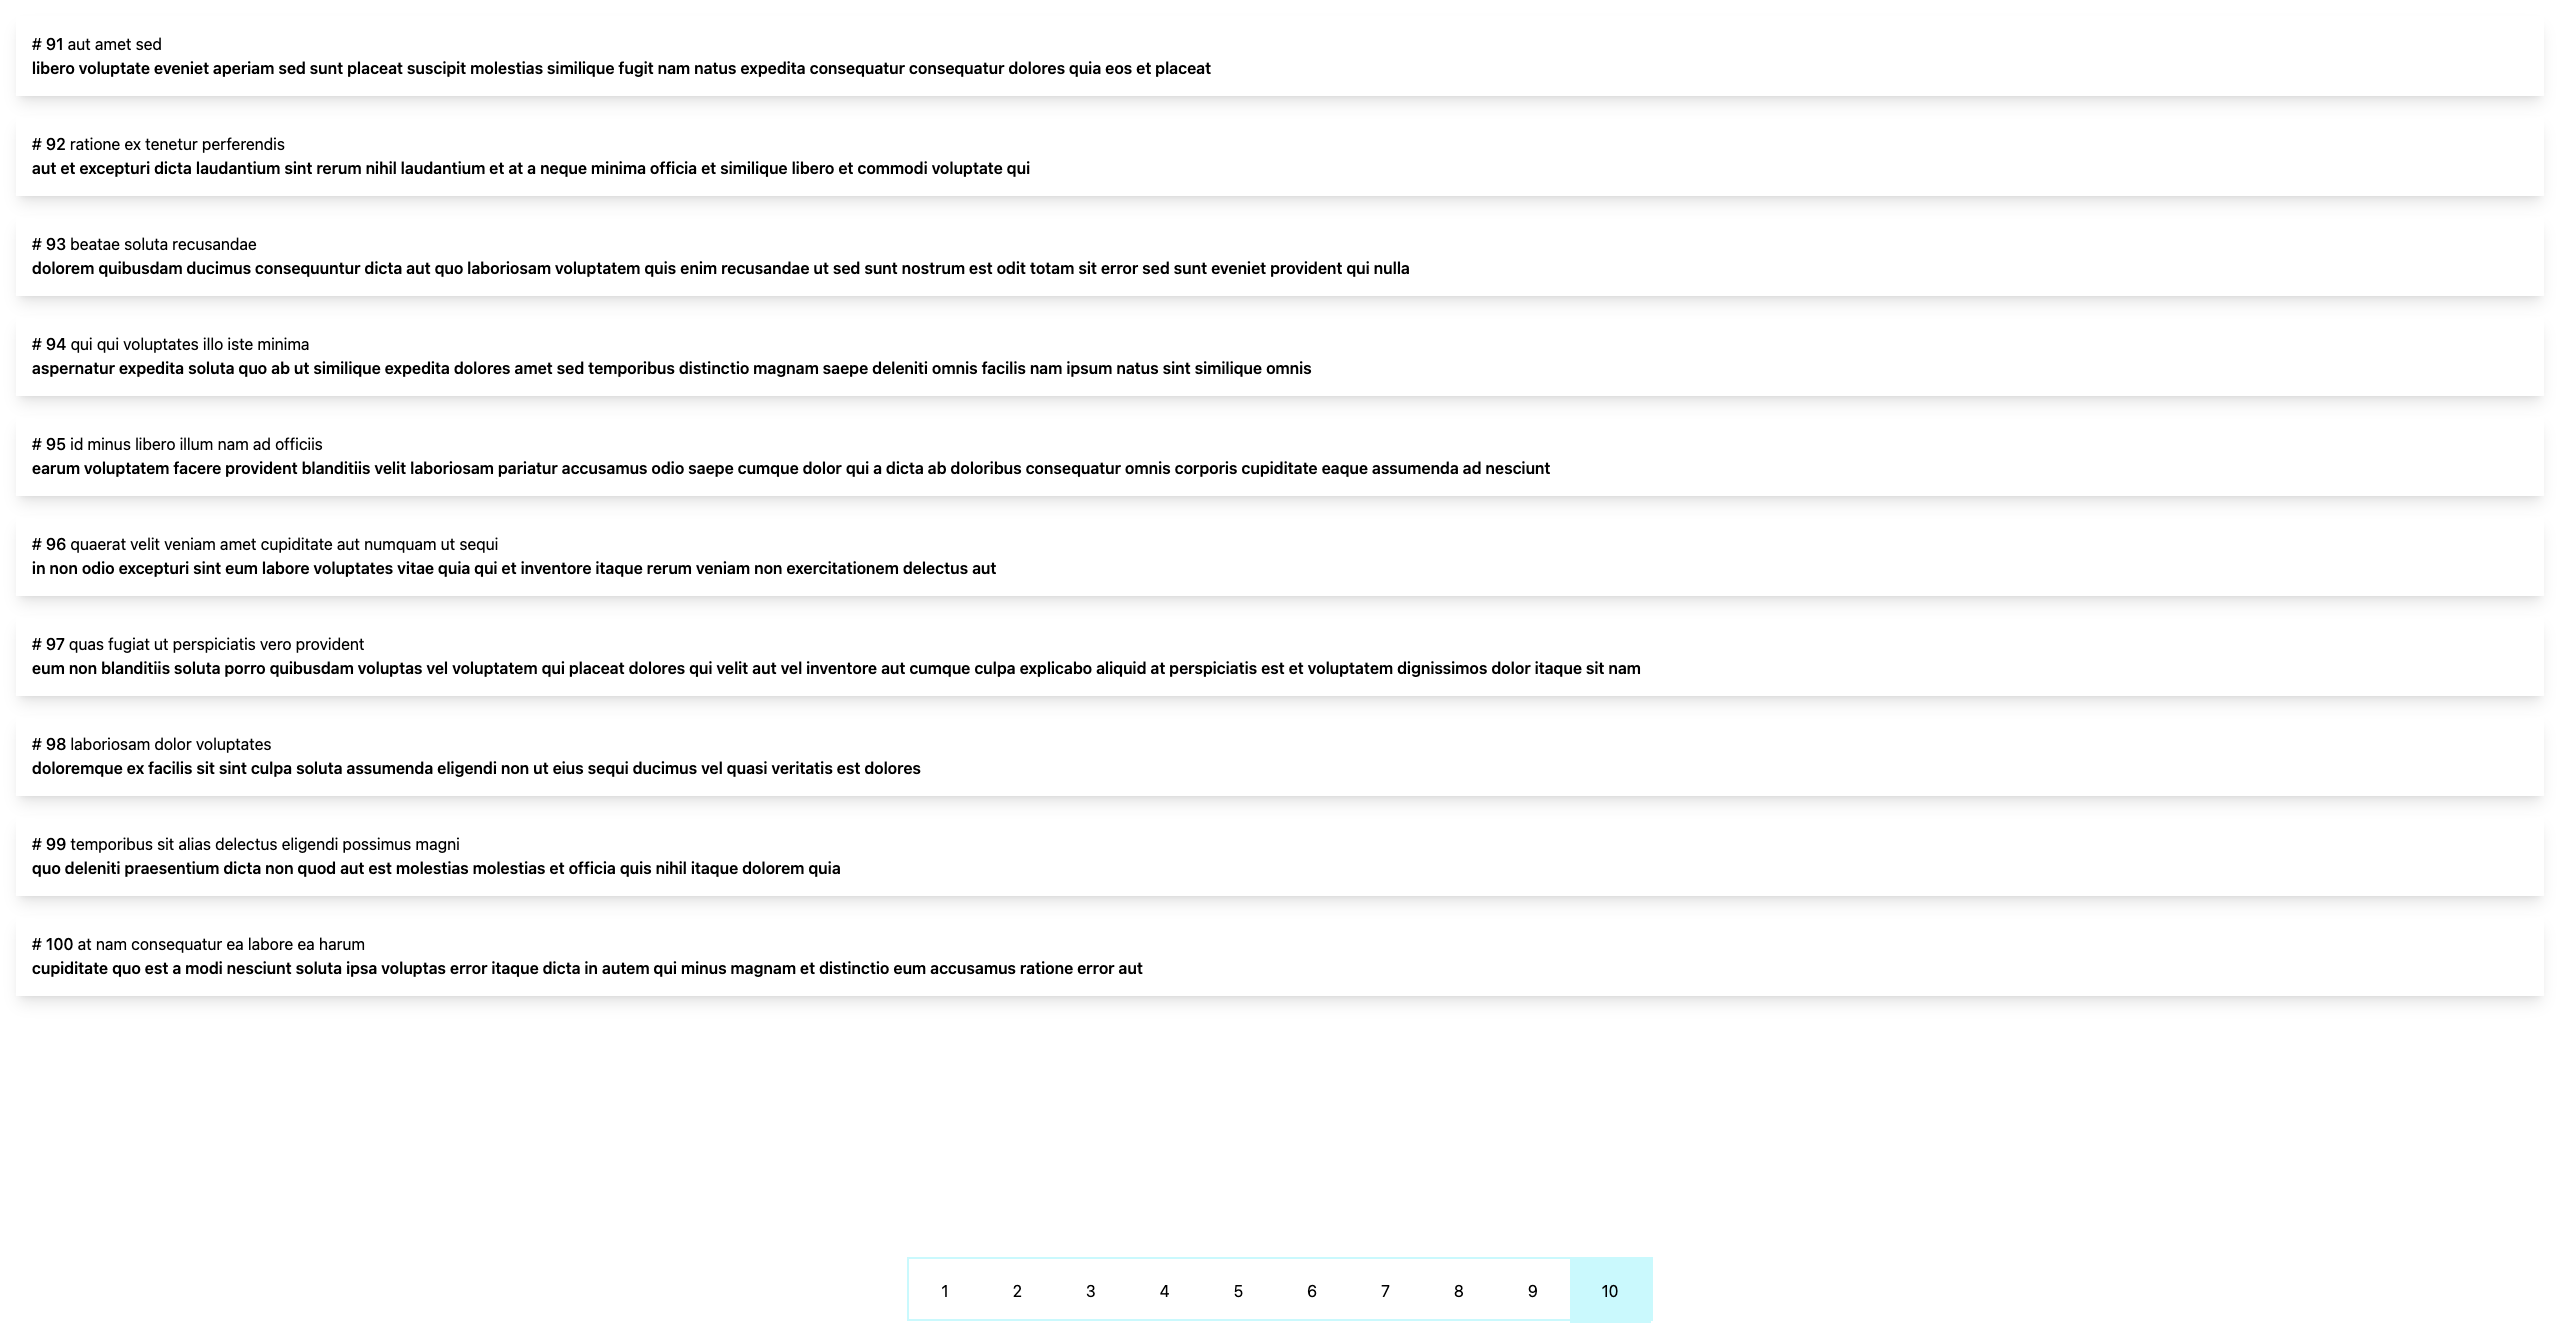 # 91 aut amet sed
libero voluptate eveniet aperiam sed sunt placeat suscipit molestias similique fugit nam natus expedita consequatur consequatur dolores quia eos et placeat
# 92 ratione ex tenetur perferendis
aut et excepturi dicta laudantium sint rerum nihil laudantium et at a neque minima officia et similique libero et commodi voluptate qui
# 93 beatae soluta recusandae
dolorem quibusdam ducimus consequuntur dicta aut quo laboriosam voluptatem quis enim recusandae ut sed sunt nostrum est odit totam sit error sed sunt eveniet provident qui nulla
# 94 qui qui voluptates illo iste minima
aspernatur expedita soluta quo ab ut similique expedita dolores amet sed temporibus distinctio magnam saepe deleniti omnis facilis nam ipsum natus sint similique omnis
# 95 id minus libero illum nam ad officiis
earum voluptatem facere provident blanditiis velit laboriosam pariatur accusamus odio saepe cumque dolor qui a dicta ab doloribus consequatur omnis corporis cupiditate eaque assumenda ad nesciunt
# 96 quaerat velit veniam amet cupiditate aut numquam ut sequi
in non odio excepturi sint eum labore voluptates vitae quia qui et inventore itaque rerum veniam non exercitationem delectus aut
# 97 quas fugiat ut perspiciatis vero provident
eum non blanditiis soluta porro quibusdam voluptas vel voluptatem qui placeat dolores qui velit aut vel inventore aut cumque culpa explicabo aliquid at perspiciatis est et voluptatem dignissimos dolor itaque sit nam
# 98 laboriosam dolor voluptates
doloremque ex facilis sit sint culpa soluta assumenda eligendi non ut eius sequi ducimus vel quasi veritatis est dolores
# 99 temporibus sit alias delectus eligendi possimus magni
quo deleniti praesentium dicta non quod aut est molestias molestias et officia quis nihil itaque dolorem quia
# 100 at nam consequatur ea labore ea harum
cupiditate quo est a modi nesciunt soluta ipsa voluptas error itaque dicta in autem qui minus magnam et distinctio eum accusamus ratione error aut
1 2 3 4 5 6 7 8 9 10